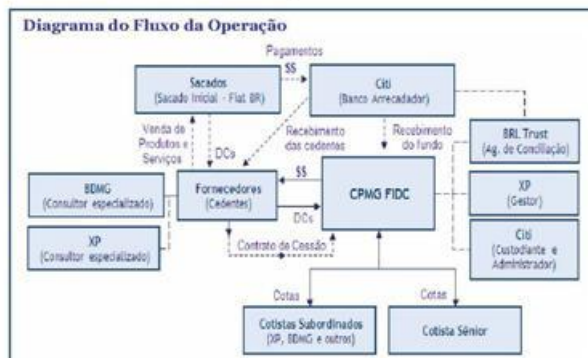 Diagrama do Fluxo da Operação
Pagamentos
$$
Sacados
(Sacado Inicial - Fiat BR)
Citi
(Banco Arrecadador)
Venda de
Produtos e
Serviços
DCs
Recebimento
das cedentes
Recebimento
do fundo
BRL Trust
(Ag. de Conciliação)
BDMG
(Consultor especializado)
Fornecedores
(Cedentes)
$$
DCs
CPMG FIDC
XP
(Gestor)
XP
(Consultor especializado)
Contrato de Cessão
Citi
(Custodiante e
Administrador)
Cotas
Cotas
Cotistas Subordinados
(XP, BDMG e outros)
Cotista Sênior